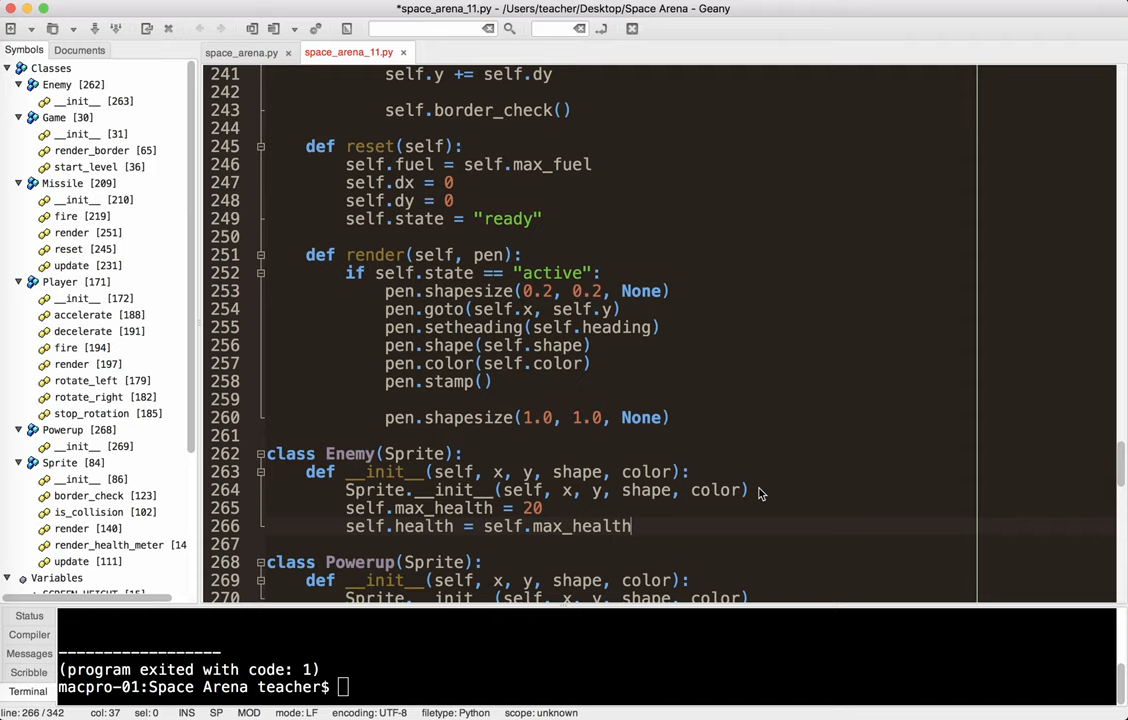 *space_arena_11.py - /Users/teacher/Desktop/Space Arena - Geany
Symbols Documents
space_arena.py × space_arena_11.py ×
Classes
Enemy [262]
__init__ [263]
Game [30]
__init__ [31]
render_border [65]
start_level [36]
Missile [209]
__init__ [210]
fire [219]
render [251]
reset [245]
update [231]
Player [171]
__init__ [172]
accelerate [188]
decelerate [191]
fire [194]
render [197]
rotate_left [179]
rotate_right [182]
stop_rotation [185]
Powerup [268]
__init__ [269]
Sprite [84]
__init__ [86]
border_check [123]
is_collision [102]
render [140]
render_health_meter [14
update [111]
Variables
SCREEN_HEIGHT [15]
241 self.y += self.dy
242
243 self.border_check()
244
245 def reset(self):
246 self.fuel = self.max_fuel
247 self.dx = 0
248 self.dy = 0
249 self.state = "ready"
250
251 def render(self, pen):
252 if self.state == "active":
253 pen.shapesize(0.2, 0.2, None)
254 pen.goto(self.x, self.y)
255 pen.setheading(self.heading)
256 pen.shape(self.shape)
257 pen.color(self.color)
258 pen.stamp()
259
260 pen.shapesize(1.0, 1.0, None)
261
262 class Enemy(Sprite):
263 def __init__(self, x, y, shape, color):
264 Sprite.__init__(self, x, y, shape, color)
265 self.max_health = 20
266 self.health = self.max_health
267
268 class Powerup(Sprite):
269 def __init__(self, x, y, shape, color):
270 Sprite.__init__(self, x, y, shape, color)
Status
Compiler
Messages
Scribble
Terminal
------------------
(program exited with code: 1)
macpro-01:Space Arena teacher$
line: 266 / 342 col: 37 sel: 0 INS SP MOD mode: LF encoding: UTF-8 filetype: Python scope: unknown